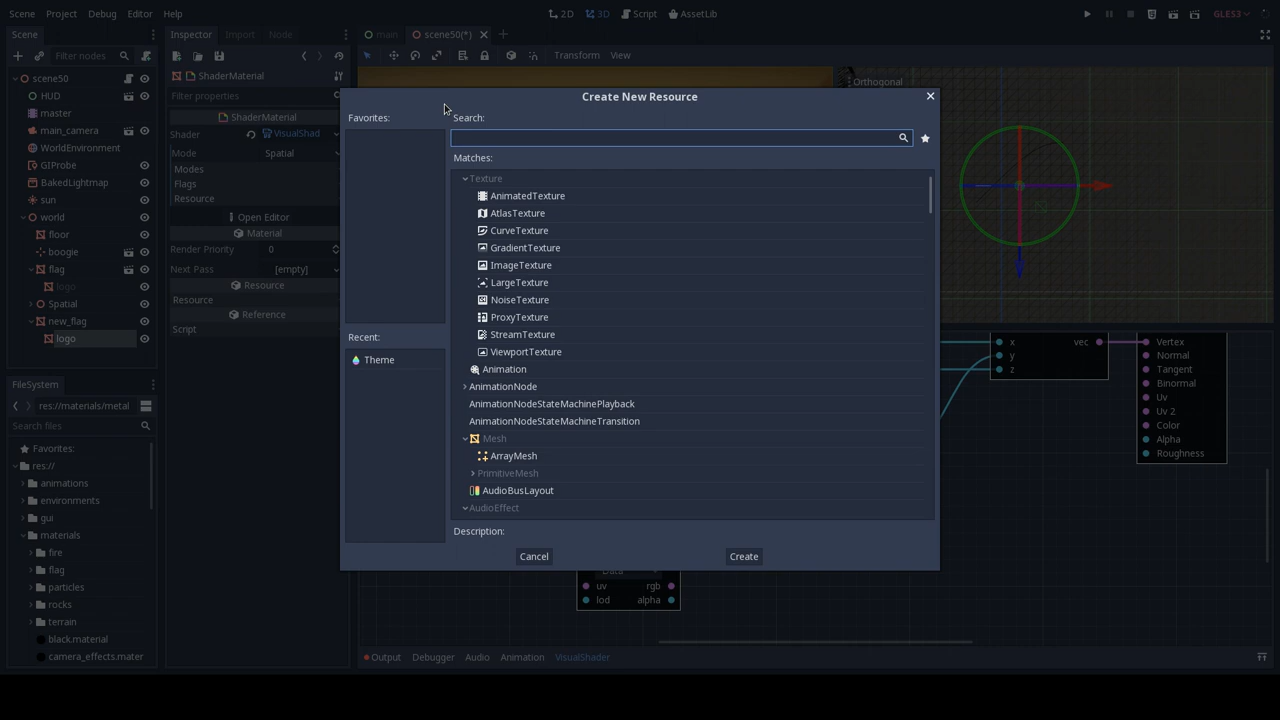 Scene Project Debug Editor Help
2D 3D Script AssetLib
GLES3
Scene
Inspector Import Node
main scene50(*)
Filter nodes
Transform View
scene50
HUD
master
main_camera
WorldEnvironment
GIProbe
BakedLightmap
sun
world
floor
boogie
flag
logo
Spatial
new_flag
logo
ShaderMaterial
Filter properties
ShaderMaterial
Shader VisualShad
Mode Spatial
Modes
Flags
Resource
Open Editor
Material
Render Priority 0
Next Pass [empty]
Resource
Resource
Reference
Script
FileSystem
res://materials/metal
Search files
Favorites:
res://
animations
environments
gui
materials
fire
flag
particles
rocks
terrain
black.material
camera_effects.mater
Create New Resource
Favorites:
Recent:
Theme
Search:
Matches:
Texture
AnimatedTexture
AtlasTexture
CurveTexture
GradientTexture
ImageTexture
LargeTexture
NoiseTexture
ProxyTexture
StreamTexture
ViewportTexture
Animation
AnimationNode
AnimationNodeStateMachinePlayback
AnimationNodeStateMachineTransition
Mesh
ArrayMesh
PrimitiveMesh
AudioBusLayout
AudioEffect
Description:
Cancel Create
Orthogonal
x vec
y
z
Vertex
Normal
Tangent
Binormal
Uv
Uv 2
Color
Alpha
Roughness
uv rgb
lod alpha
Output Debugger Audio Animation VisualShader